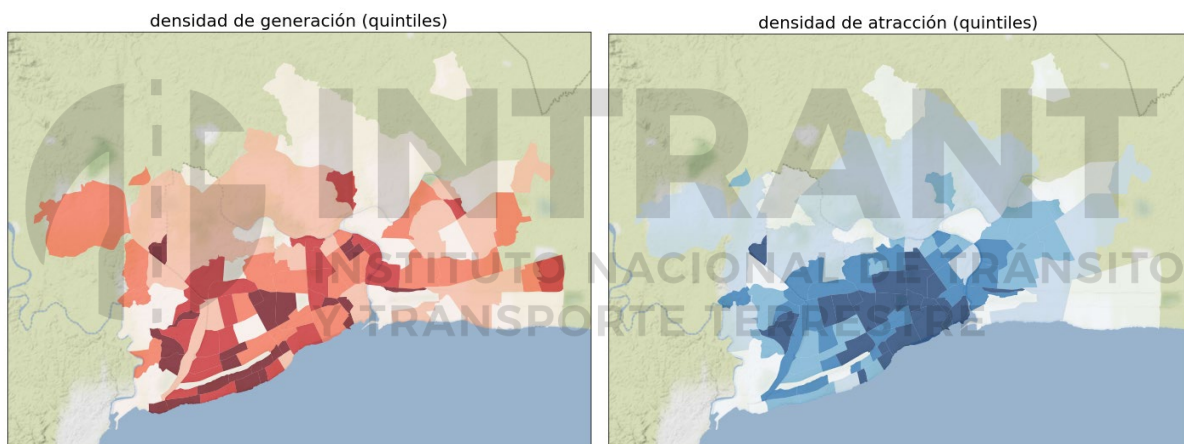 densidad de generación (quintiles)
densidad de atracción (quintiles)
INTRANT
INSTITUTO NACIONAL DE TRÁNSITO
Y TRANSPORTE TERRESTRE